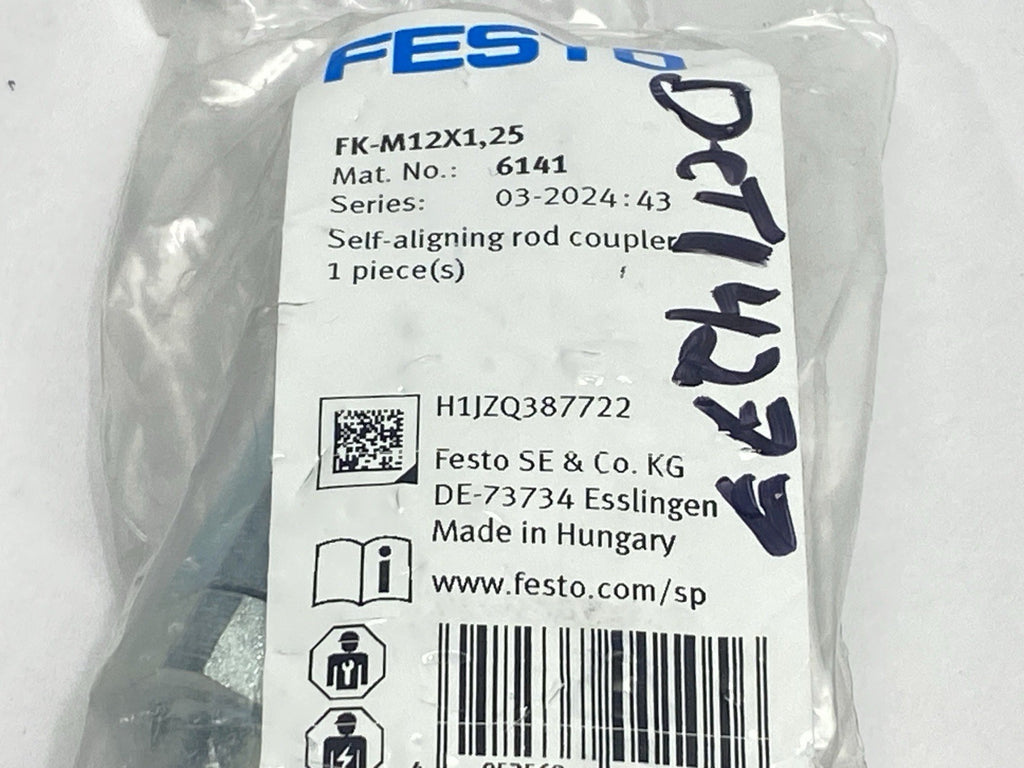 FESTO
FK-M12X1,25
Mat. No.: 6141
Series: 03-2024:43
Self-aligning rod coupler
1 piece(s)
H1JZQ387722
Festo SE & Co. KG
DE-73734 Esslingen
Made in Hungary
i
www.festo.com/sp